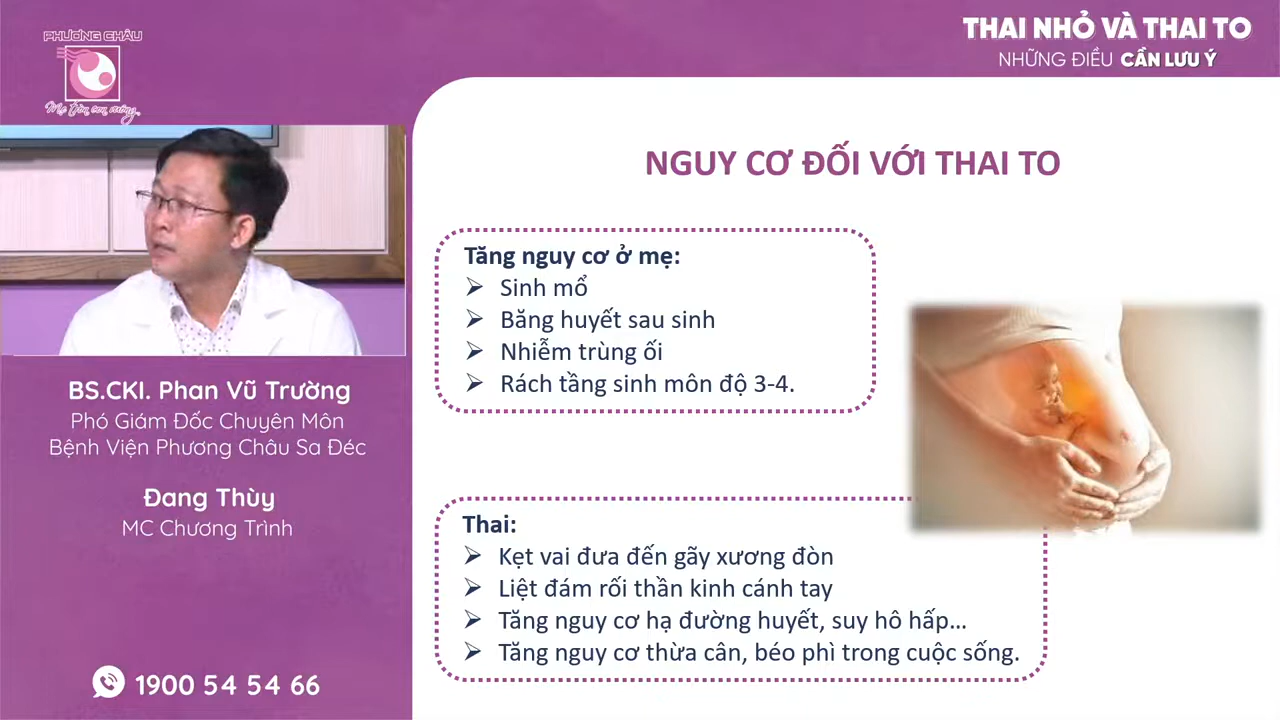 PHƯƠNG CHÂU
Mẹ tròn con vuông
THAI NHỎ VÀ THAI TO
NHỮNG ĐIỀU CẦN LƯU Ý
NGUY CƠ ĐỐI VỚI THAI TO
Tăng nguy cơ ở mẹ:
➢ Sinh mổ
➢ Băng huyết sau sinh
➢ Nhiễm trùng ối
➢ Rách tầng sinh môn độ 3-4.
Thai:
➢ Kẹt vai đưa đến gãy xương đòn
➢ Liệt đám rối thần kinh cánh tay
➢ Tăng nguy cơ hạ đường huyết, suy hô hấp...
➢ Tăng nguy cơ thừa cân, béo phì trong cuộc sống.
BS.CKI. Phan Vũ Trường
Phó Giám Đốc Chuyên Môn
Bệnh Viện Phương Châu Sa Đéc
Đang Thùy
MC Chương Trình
1900 54 54 66